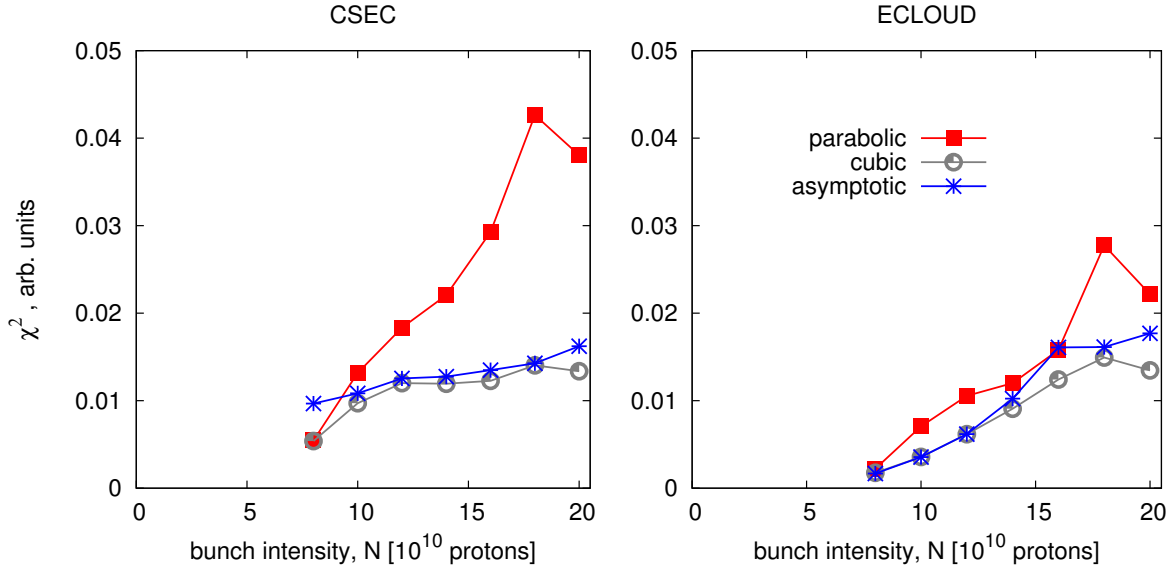 CSEC
ECLOUD
0.05
0.04
0.03
0.02
0.01
0
0 5 10 15 20
χ², arb. units
bunch intensity, N [10¹⁰ protons]
0.05
0.04
0.03
0.02
0.01
0
0 5 10 15 20
bunch intensity, N [10¹⁰ protons]
parabolic
cubic
asymptotic